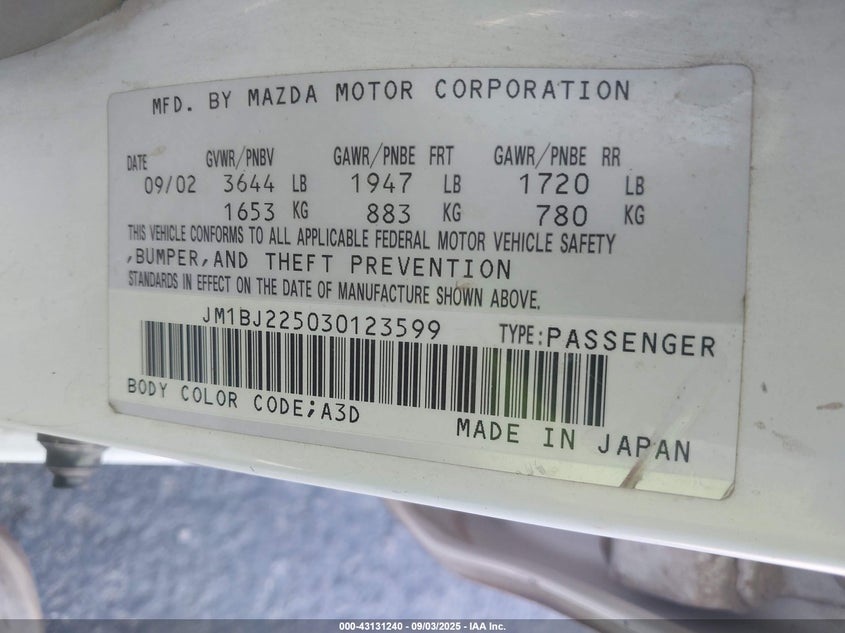 MFD. BY MAZDA MOTOR CORPORATION
DATE GVWR/PNBV GAWR/PNBE FRT GAWR/PNBE RR
09/02 3644 LB 1947 LB 1720 LB
1653 KG 883 KG 780 KG
THIS VEHICLE CONFORMS TO ALL APPLICABLE FEDERAL MOTOR VEHICLE SAFETY
,BUMPER,AND THEFT PREVENTION
STANDARDS IN EFFECT ON THE DATE OF MANUFACTURE SHOWN ABOVE.
JM1BJ225030123599 TYPE:PASSENGER
BODY COLOR CODE;A3D
MADE IN JAPAN
000-43131240 - 09/03/2025 - IAA Inc.